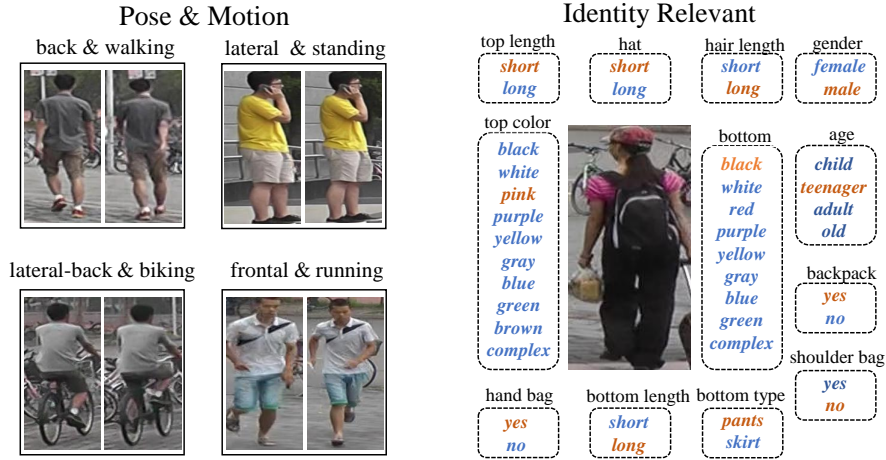 Pose & Motion
back & walking
lateral & standing
lateral-back & biking
frontal & running
Identity Relevant
top length
short
long
hat
short
long
hair length
short
long
gender
female
male
top color
black
white
pink
purple
yellow
gray
blue
green
brown
complex
bottom
black
white
red
purple
yellow
gray
blue
green
complex
age
child
teenager
adult
old
backpack
yes
no
shoulder bag
yes
no
hand bag
yes
no
bottom length
short
long
bottom type
pants
skirt